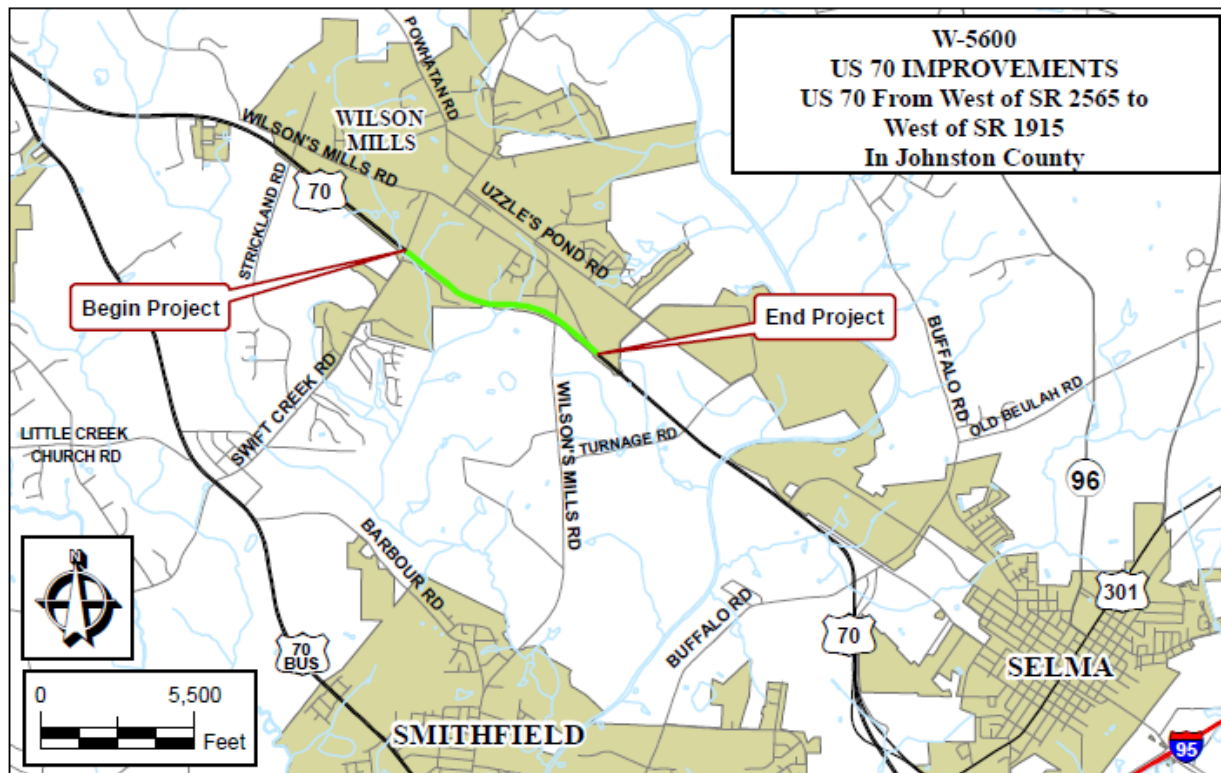 W-5600
US 70 IMPROVEMENTS
US 70 From West of SR 2565 to
West of SR 1915
In Johnston County
POWHATAN RD
WILSON'S MILLS RD
WILSON
MILLS
70
STRICKLAND RD
UZZLE'S POND RD
Begin Project
End Project
SWIFT CREEK RD
LITTLE CREEK
CHURCH RD
WILSON'S MILLS RD
TURNAGE RD
BUFFALO RD
OLD BEULAH RD
96
BARBOUR RD
N
BUFFALO RD
301
70
70
BUS
SELMA
0 5,500
Feet
SMITHFIELD
95